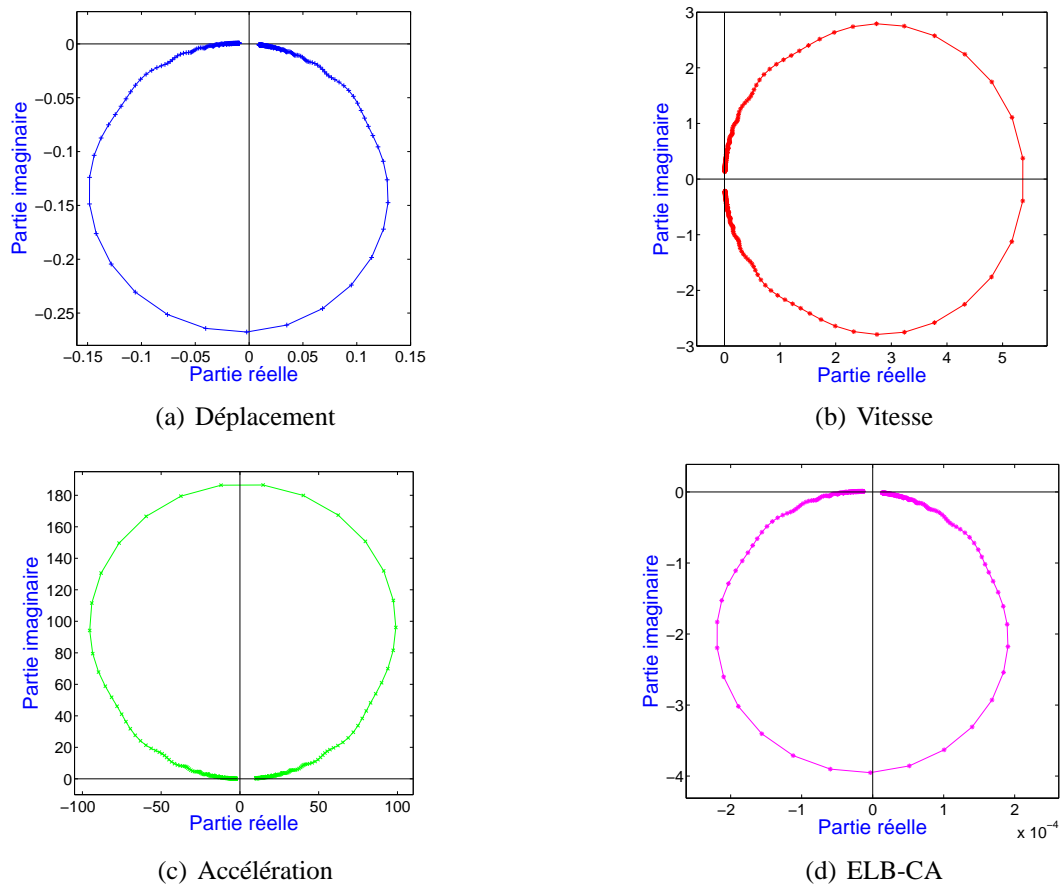 0
−0.05
−0.1
−0.15
−0.2
−0.25
−0.15 −0.1 −0.05 0 0.05 0.1 0.15
Partie imaginaire
Partie réelle
(a) Déplacement
3
2
1
0
−1
−2
−3
0 1 2 3 4 5
Partie imaginaire
Partie réelle
(b) Vitesse
180
160
140
120
100
80
60
40
20
0
−100 −50 0 50 100
Partie imaginaire
Partie réelle
(c) Accélération
0
−1
−2
−3
−4
−2 −1 0 1 2
x 10⁻⁴
Partie imaginaire
Partie réelle
(d) ELB-CA